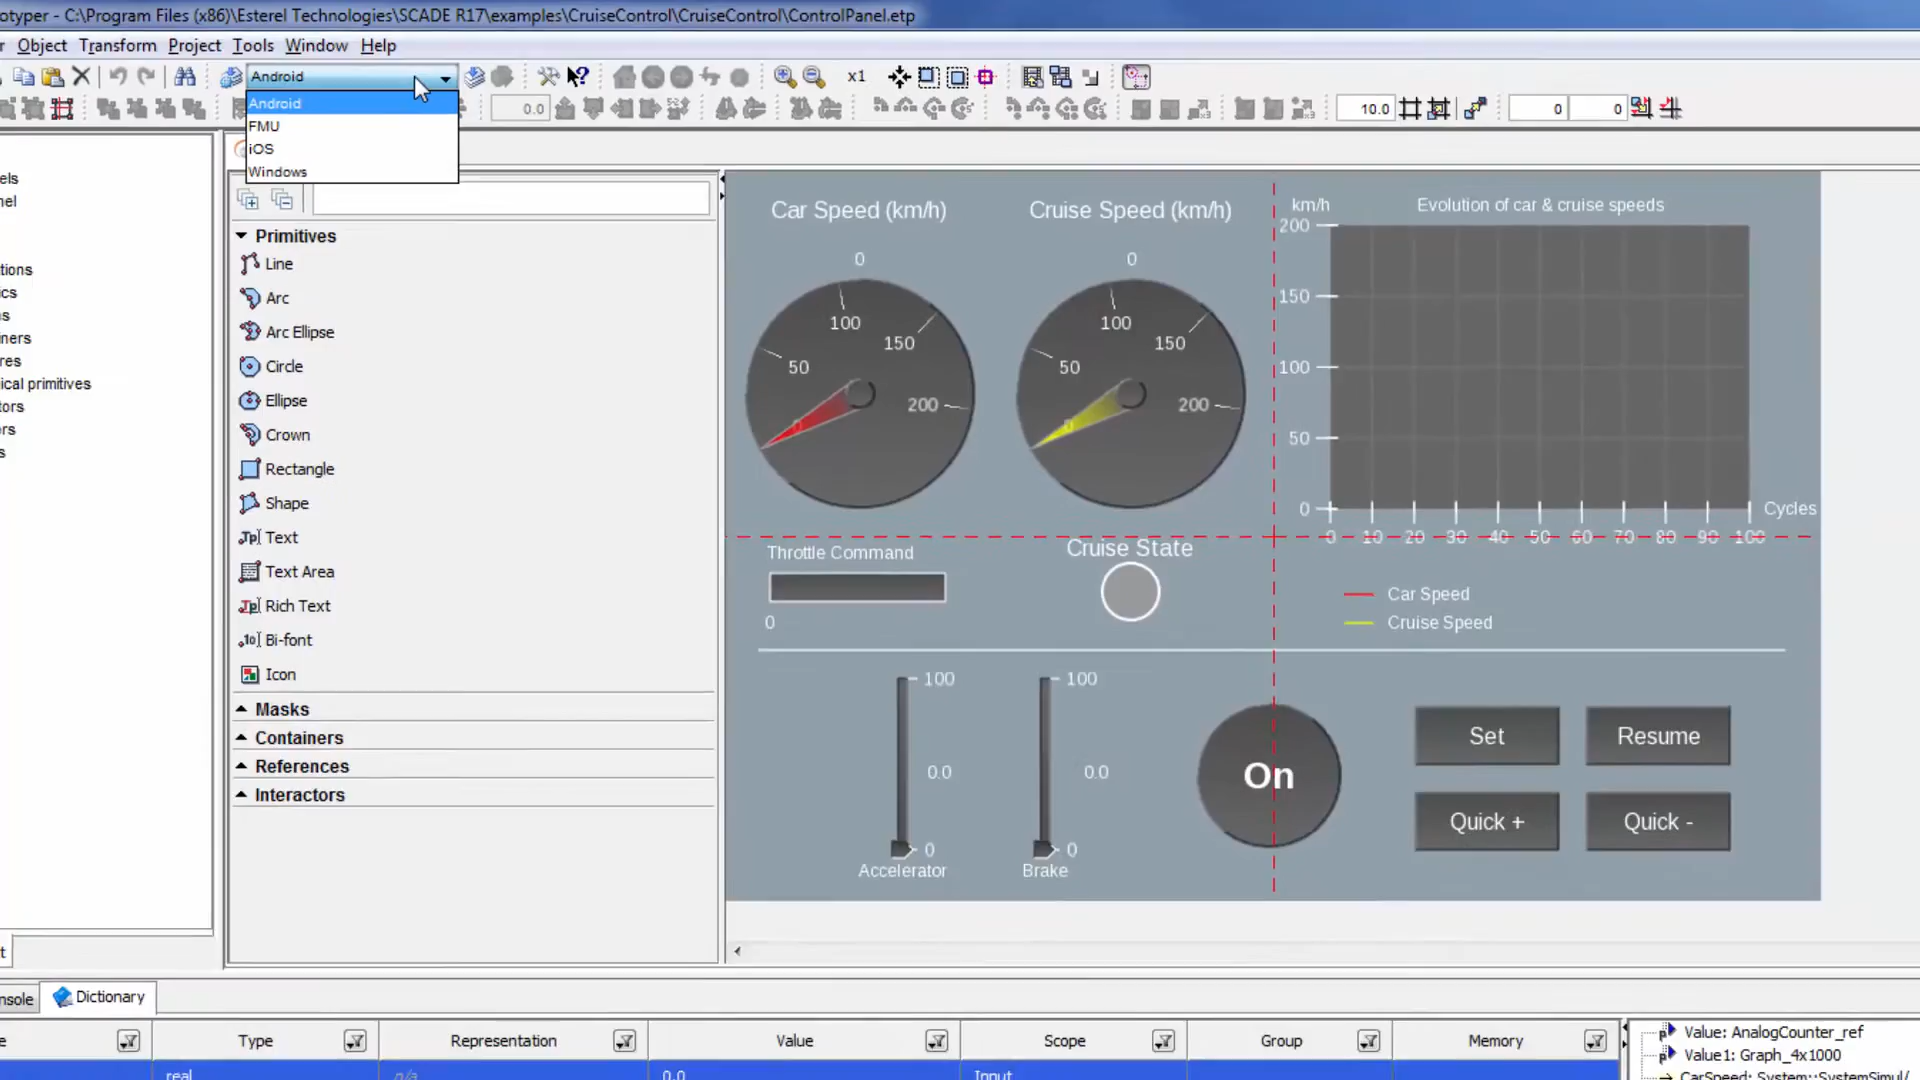 otyper - C:\Program Files (x86)\Esterel Technologies\SCADE R17\examples\CruiseControl\CruiseControl\ControlPanel.etp
r Object Transform Project Tools Window Help
Android
x1
Android
FMU
iOS
Windows
0.0
10.0
0
0
els
nel
tions
cs
s
ners
res
ical primitives
tors
ers
s
t
Primitives
Line
Arc
Arc Ellipse
Circle
Ellipse
Crown
Rectangle
Shape
Text
Text Area
Rich Text
Bi-font
Icon
Masks
Containers
References
Interactors
Car Speed (km/h)
0
50
100
150
200
Cruise Speed (km/h)
0
50
100
150
200
km/h
Evolution of car & cruise speeds
200
150
100
50
0
Cycles
0 10 20 30 40 50 60 70 80 90 100
Throttle Command
0
Cruise State
Car Speed
Cruise Speed
100
0.0
0
Accelerator
100
0.0
0
Brake
On
Set
Resume
Quick +
Quick -
nsole
Dictionary
e
Type
Representation
Value
Scope
Group
Memory
real
n/a
0.0
Input
Value: AnalogCounter_ref
Value1: Graph_4x1000
CarSpeed: System::SystemSimul/